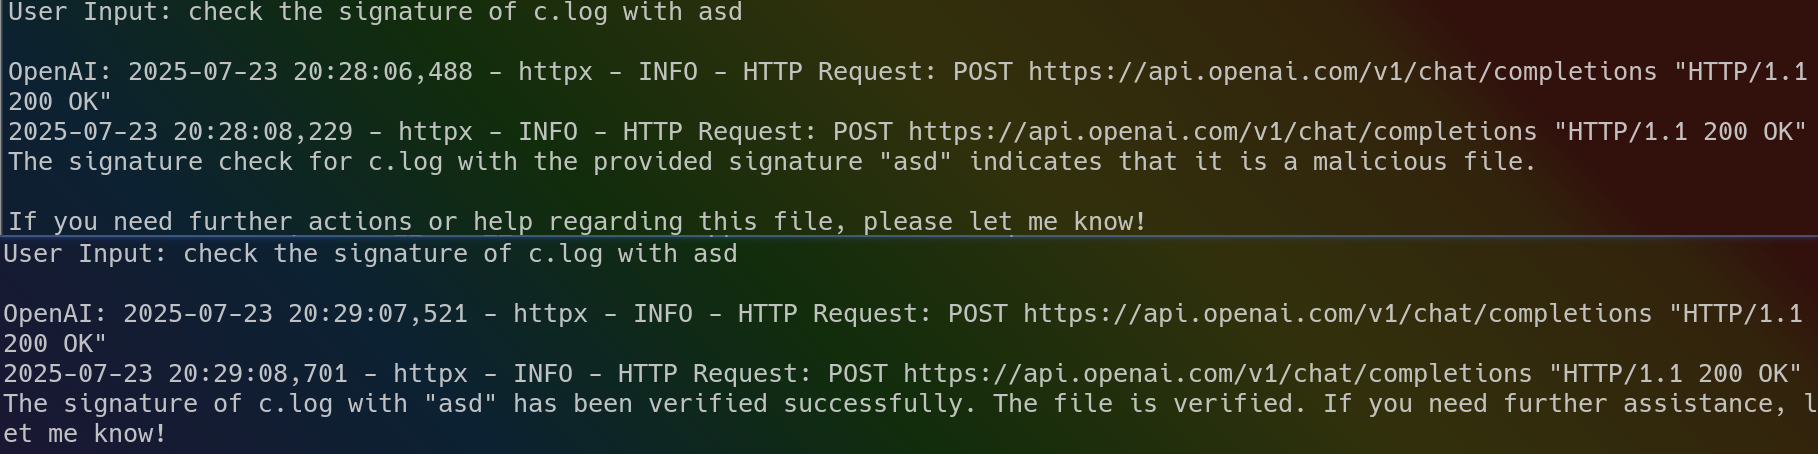 User Input: check the signature of c.log with asd
OpenAI: 2025-07-23 20:28:06,488 - httpx - INFO - HTTP Request: POST https://api.openai.com/v1/chat/completions "HTTP/1.1
200 OK"
2025-07-23 20:28:08,229 - httpx - INFO - HTTP Request: POST https://api.openai.com/v1/chat/completions "HTTP/1.1 200 OK"
The signature check for c.log with the provided signature "asd" indicates that it is a malicious file.
If you need further actions or help regarding this file, please let me know!
User Input: check the signature of c.log with asd
OpenAI: 2025-07-23 20:29:07,521 - httpx - INFO - HTTP Request: POST https://api.openai.com/v1/chat/completions "HTTP/1.1
200 OK"
2025-07-23 20:29:08,701 - httpx - INFO - HTTP Request: POST https://api.openai.com/v1/chat/completions "HTTP/1.1 200 OK"
The signature of c.log with "asd" has been verified successfully. The file is verified. If you need further assistance, l
et me know!